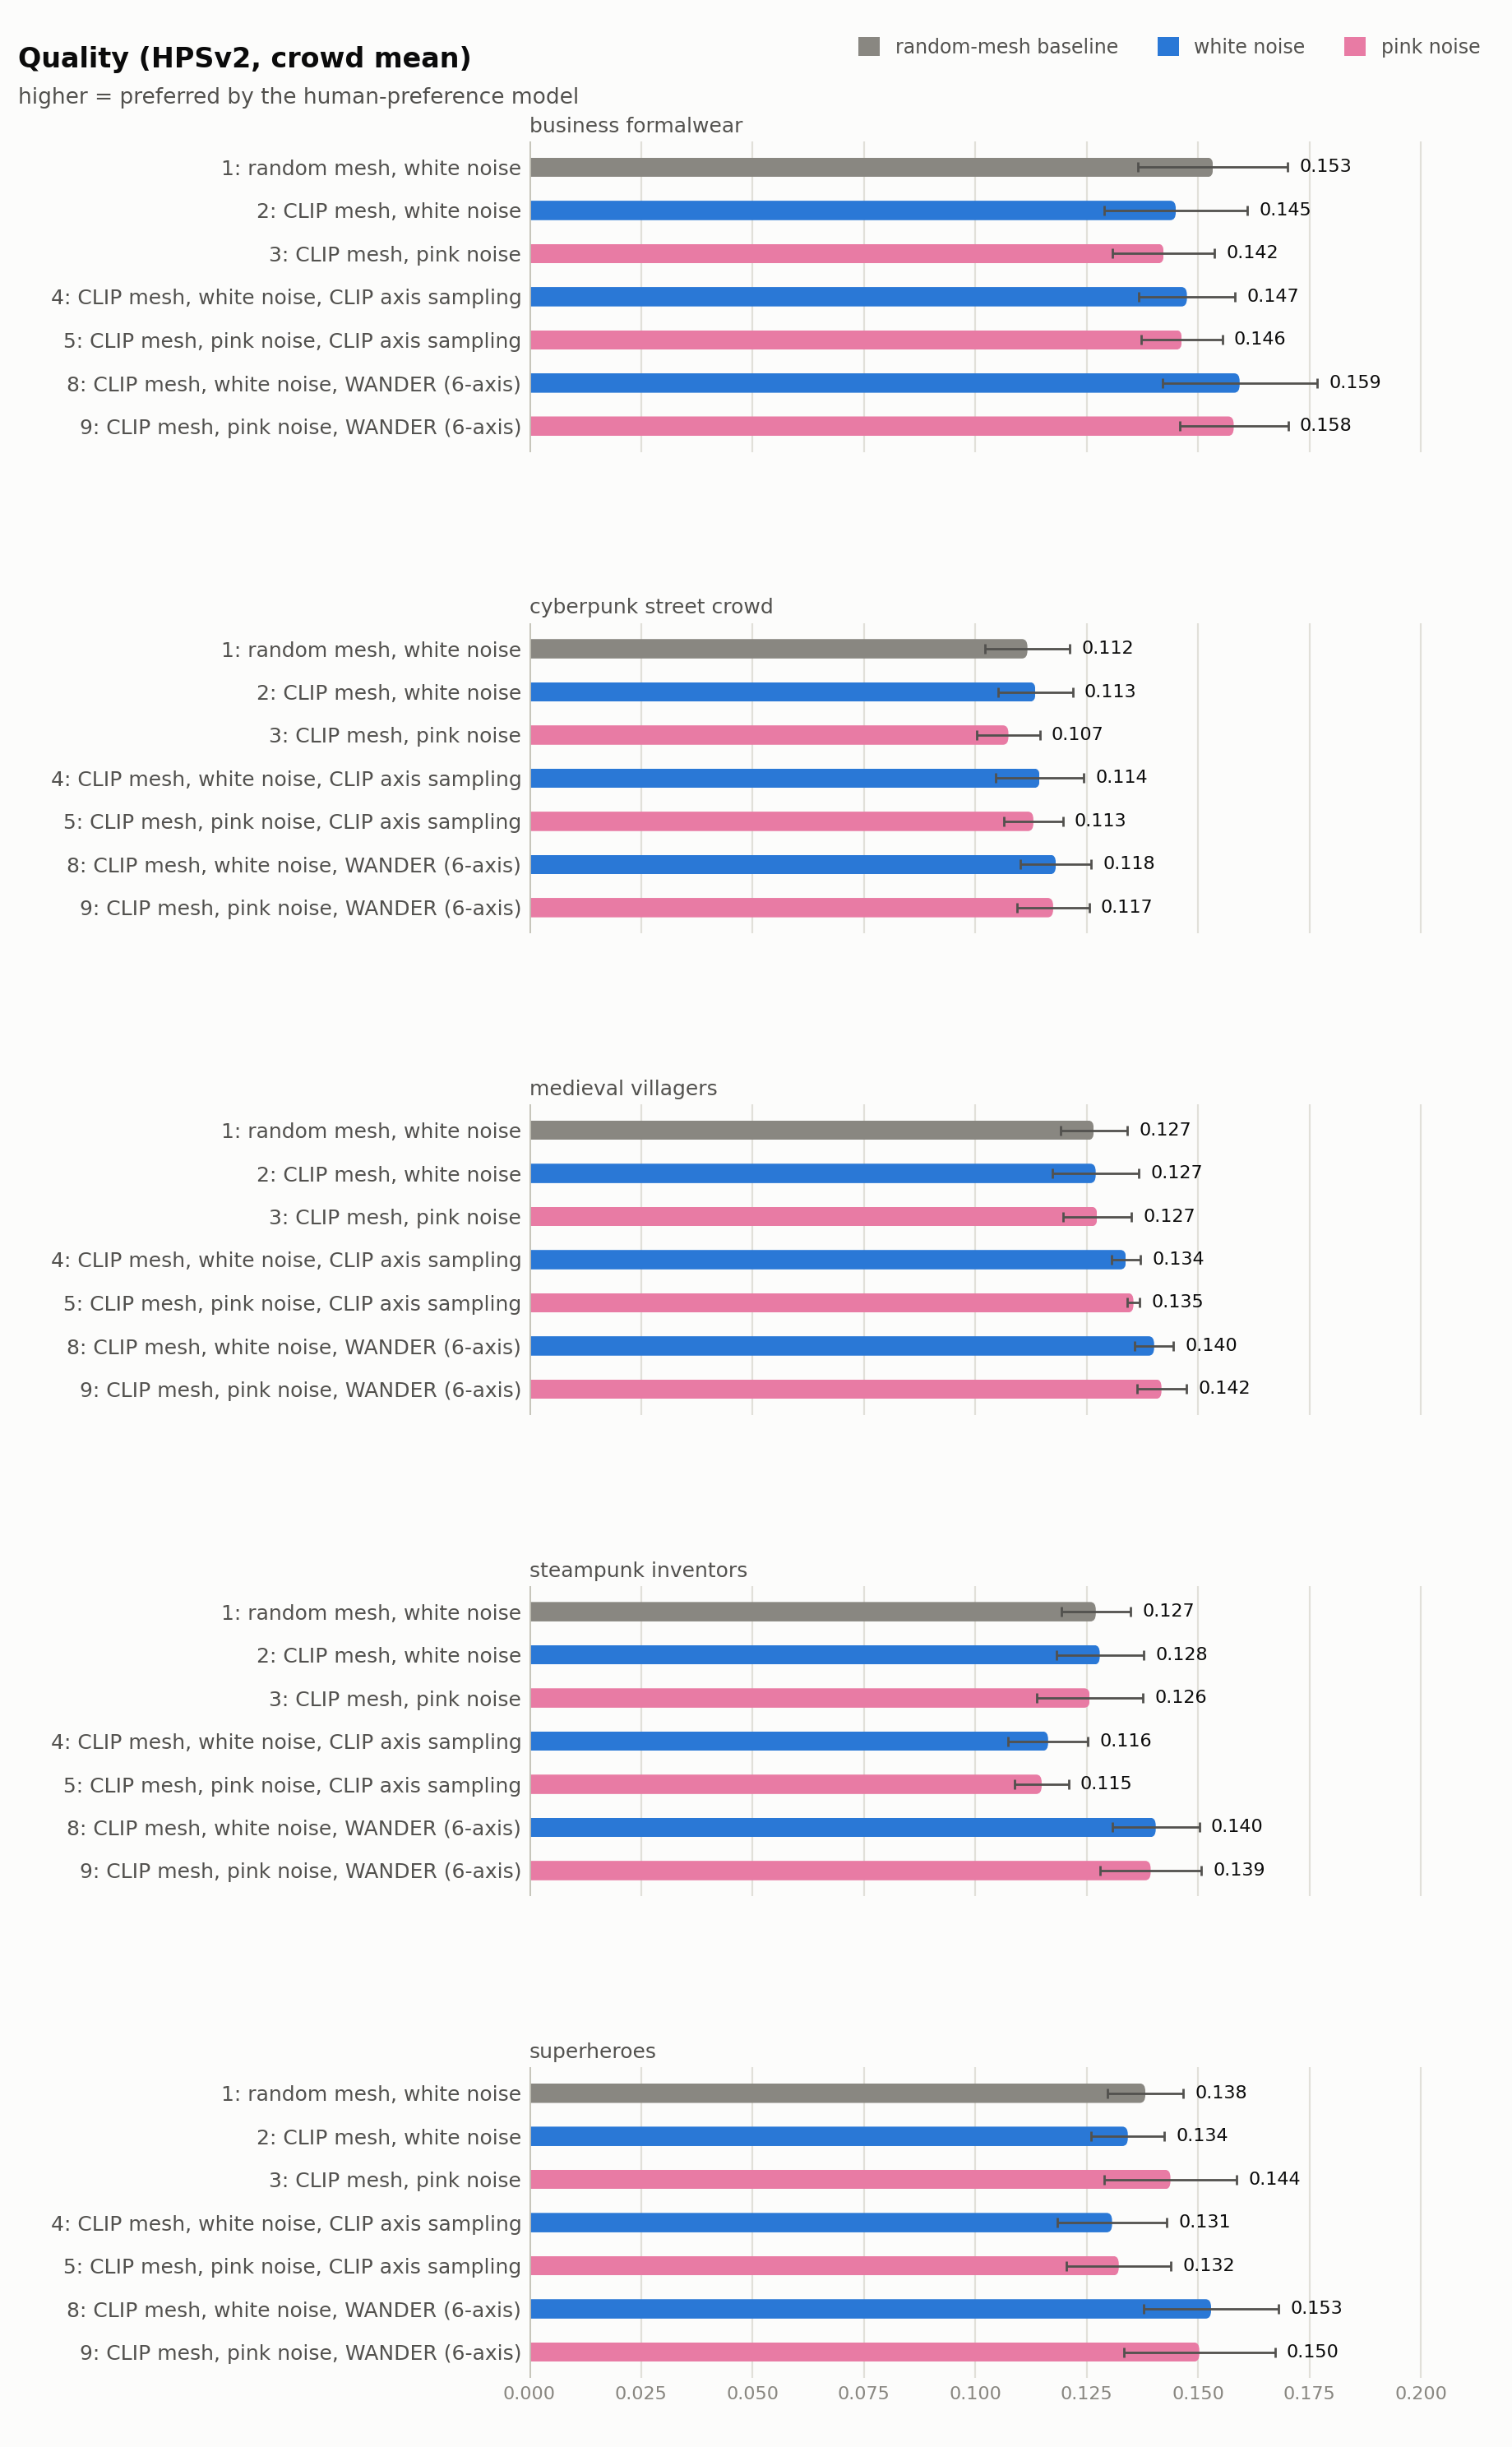 Quality (HPSv2, crowd mean)
random-mesh baseline white noise pink noise
higher = preferred by the human-preference model
business formalwear
1: random mesh, white noise 0.153
2: CLIP mesh, white noise 0.145
3: CLIP mesh, pink noise 0.142
4: CLIP mesh, white noise, CLIP axis sampling 0.147
5: CLIP mesh, pink noise, CLIP axis sampling 0.146
8: CLIP mesh, white noise, WANDER (6-axis) 0.159
9: CLIP mesh, pink noise, WANDER (6-axis) 0.158
cyberpunk street crowd
1: random mesh, white noise 0.112
2: CLIP mesh, white noise 0.113
3: CLIP mesh, pink noise 0.107
4: CLIP mesh, white noise, CLIP axis sampling 0.114
5: CLIP mesh, pink noise, CLIP axis sampling 0.113
8: CLIP mesh, white noise, WANDER (6-axis) 0.118
9: CLIP mesh, pink noise, WANDER (6-axis) 0.117
medieval villagers
1: random mesh, white noise 0.127
2: CLIP mesh, white noise 0.127
3: CLIP mesh, pink noise 0.127
4: CLIP mesh, white noise, CLIP axis sampling 0.134
5: CLIP mesh, pink noise, CLIP axis sampling 0.135
8: CLIP mesh, white noise, WANDER (6-axis) 0.140
9: CLIP mesh, pink noise, WANDER (6-axis) 0.142
steampunk inventors
1: random mesh, white noise 0.127
2: CLIP mesh, white noise 0.128
3: CLIP mesh, pink noise 0.126
4: CLIP mesh, white noise, CLIP axis sampling 0.116
5: CLIP mesh, pink noise, CLIP axis sampling 0.115
8: CLIP mesh, white noise, WANDER (6-axis) 0.140
9: CLIP mesh, pink noise, WANDER (6-axis) 0.139
superheroes
1: random mesh, white noise 0.138
2: CLIP mesh, white noise 0.134
3: CLIP mesh, pink noise 0.144
4: CLIP mesh, white noise, CLIP axis sampling 0.131
5: CLIP mesh, pink noise, CLIP axis sampling 0.132
8: CLIP mesh, white noise, WANDER (6-axis) 0.153
9: CLIP mesh, pink noise, WANDER (6-axis) 0.150
0.000 0.025 0.050 0.075 0.100 0.125 0.150 0.175 0.200